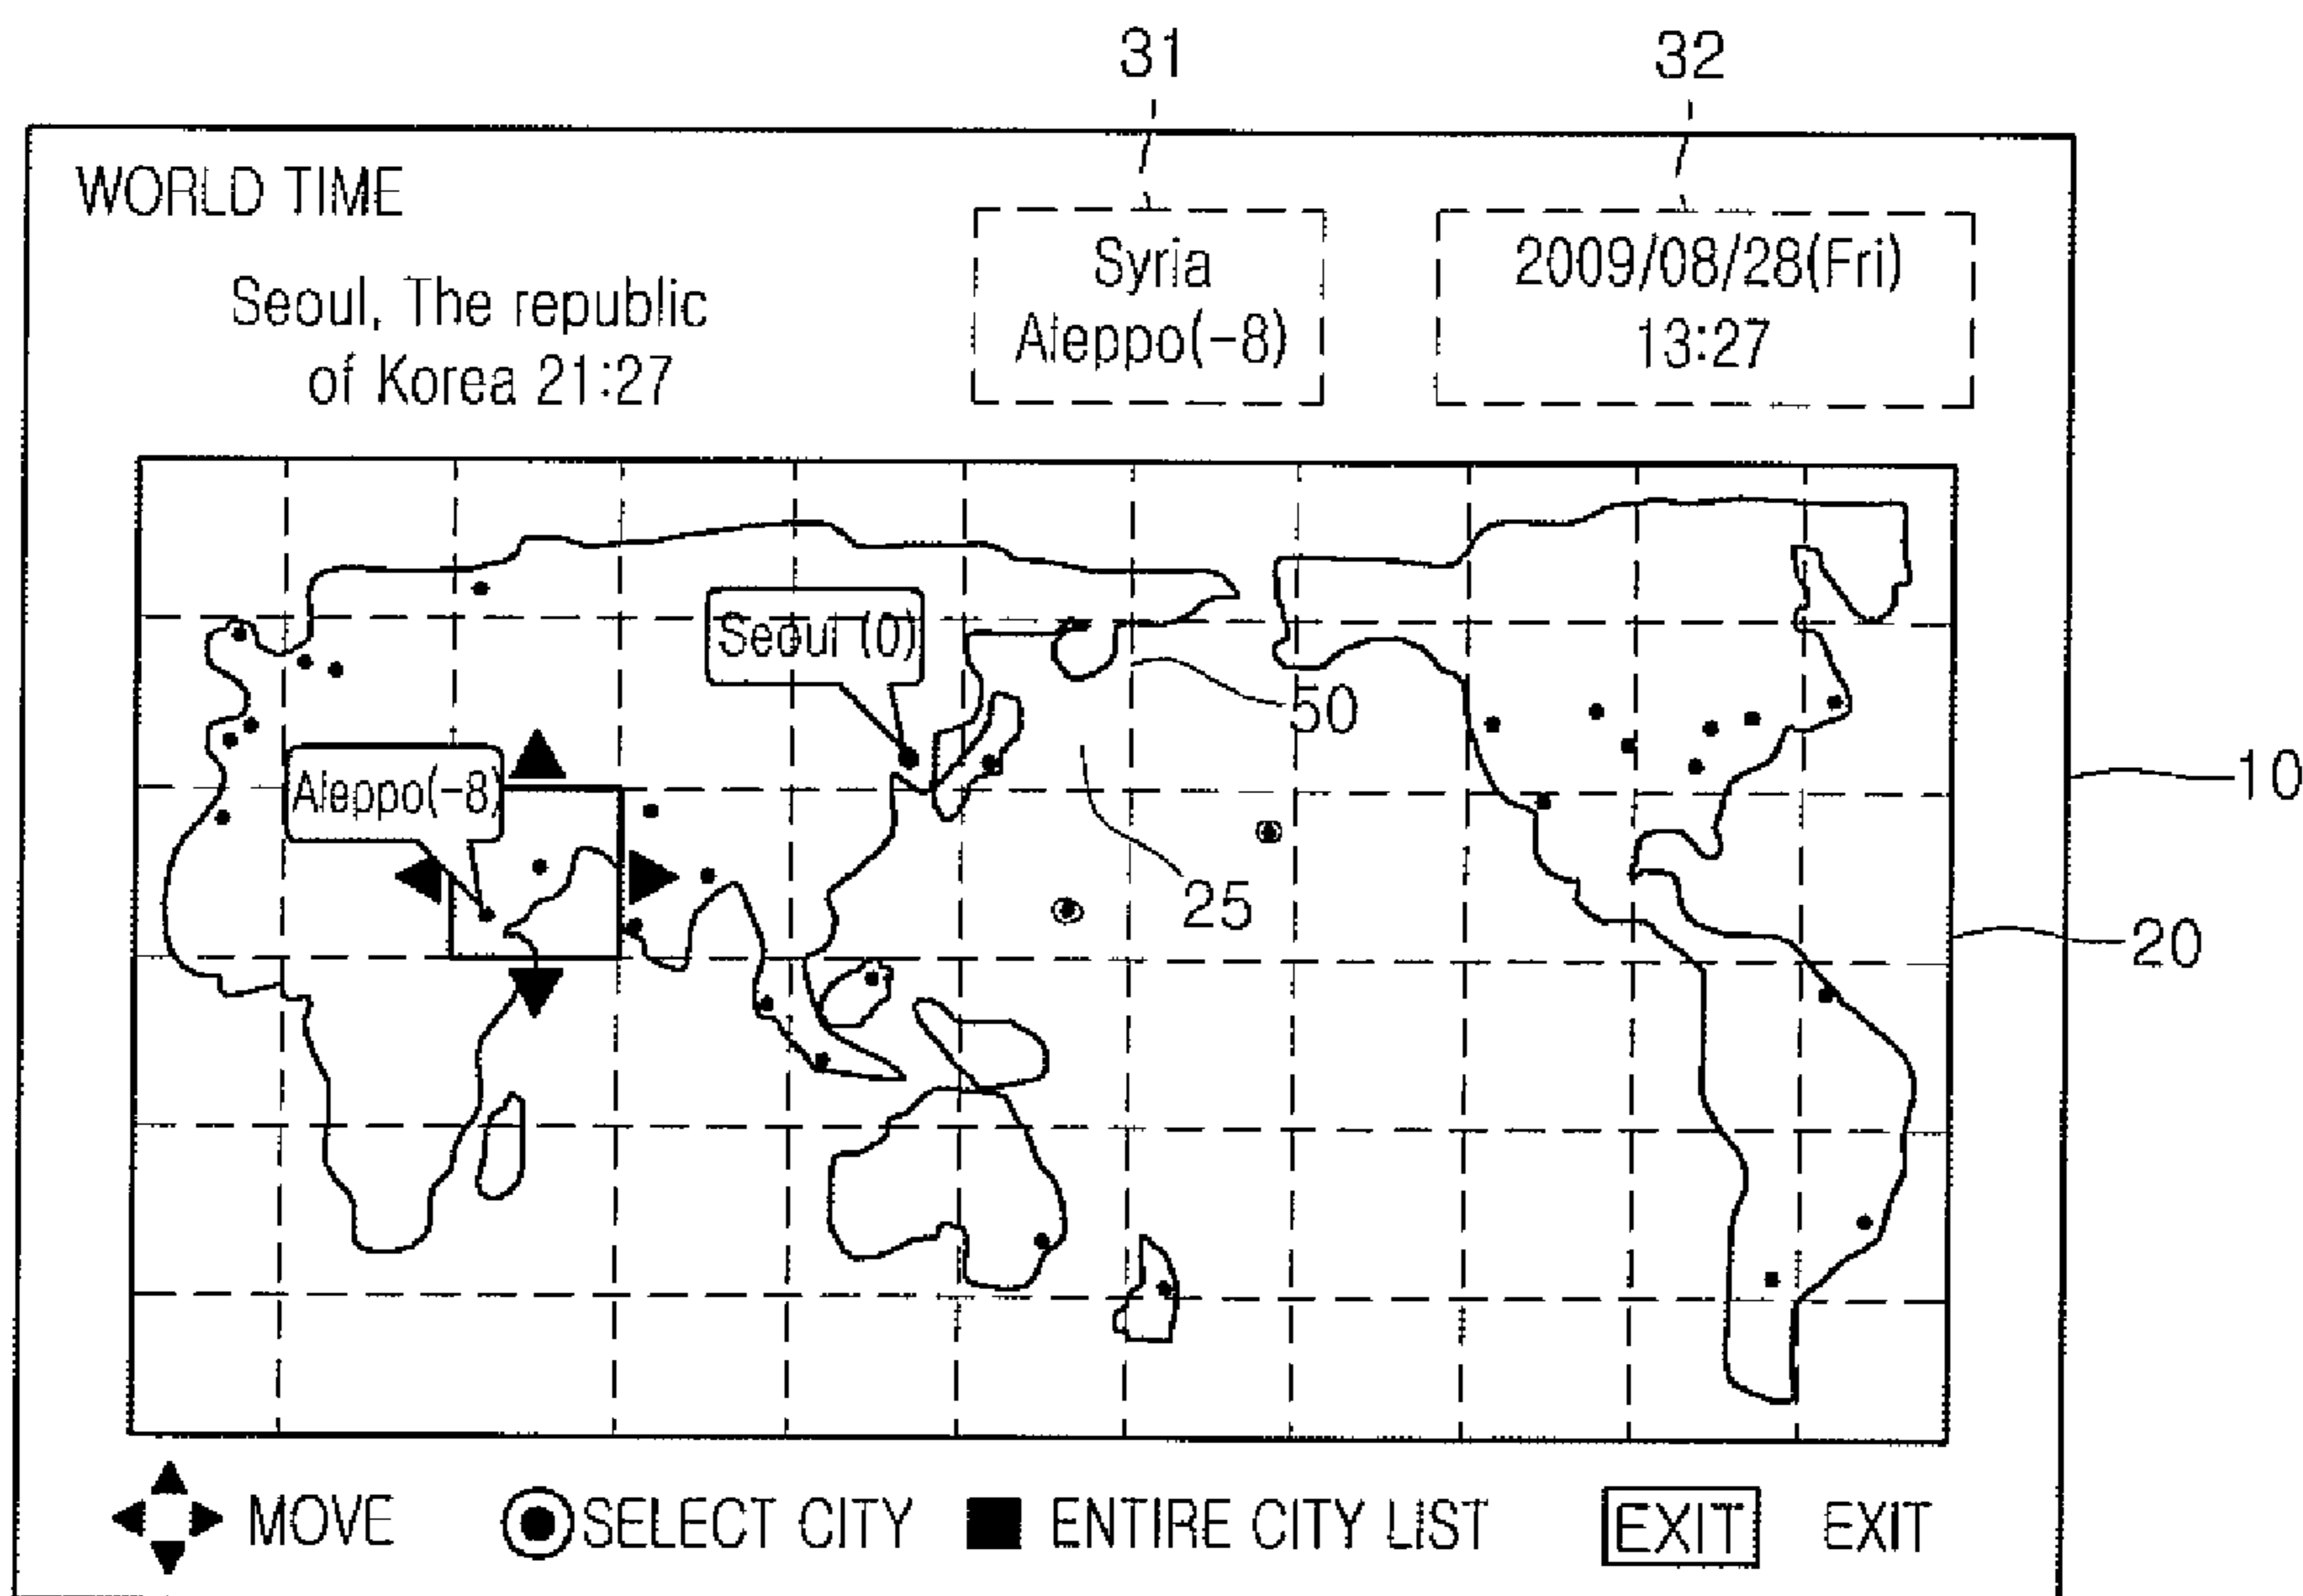 31
32
WORLD TIME
Seoul, The republic
of Korea 21:27
Syria
Aleppo(-8)
2009/08/28(Fri)
13:27
Seoul (0)
50
Aleppo(-8)
10
25
20
MOVE
SELECT CITY
ENTIRE CITY LIST
EXIT
EXIT